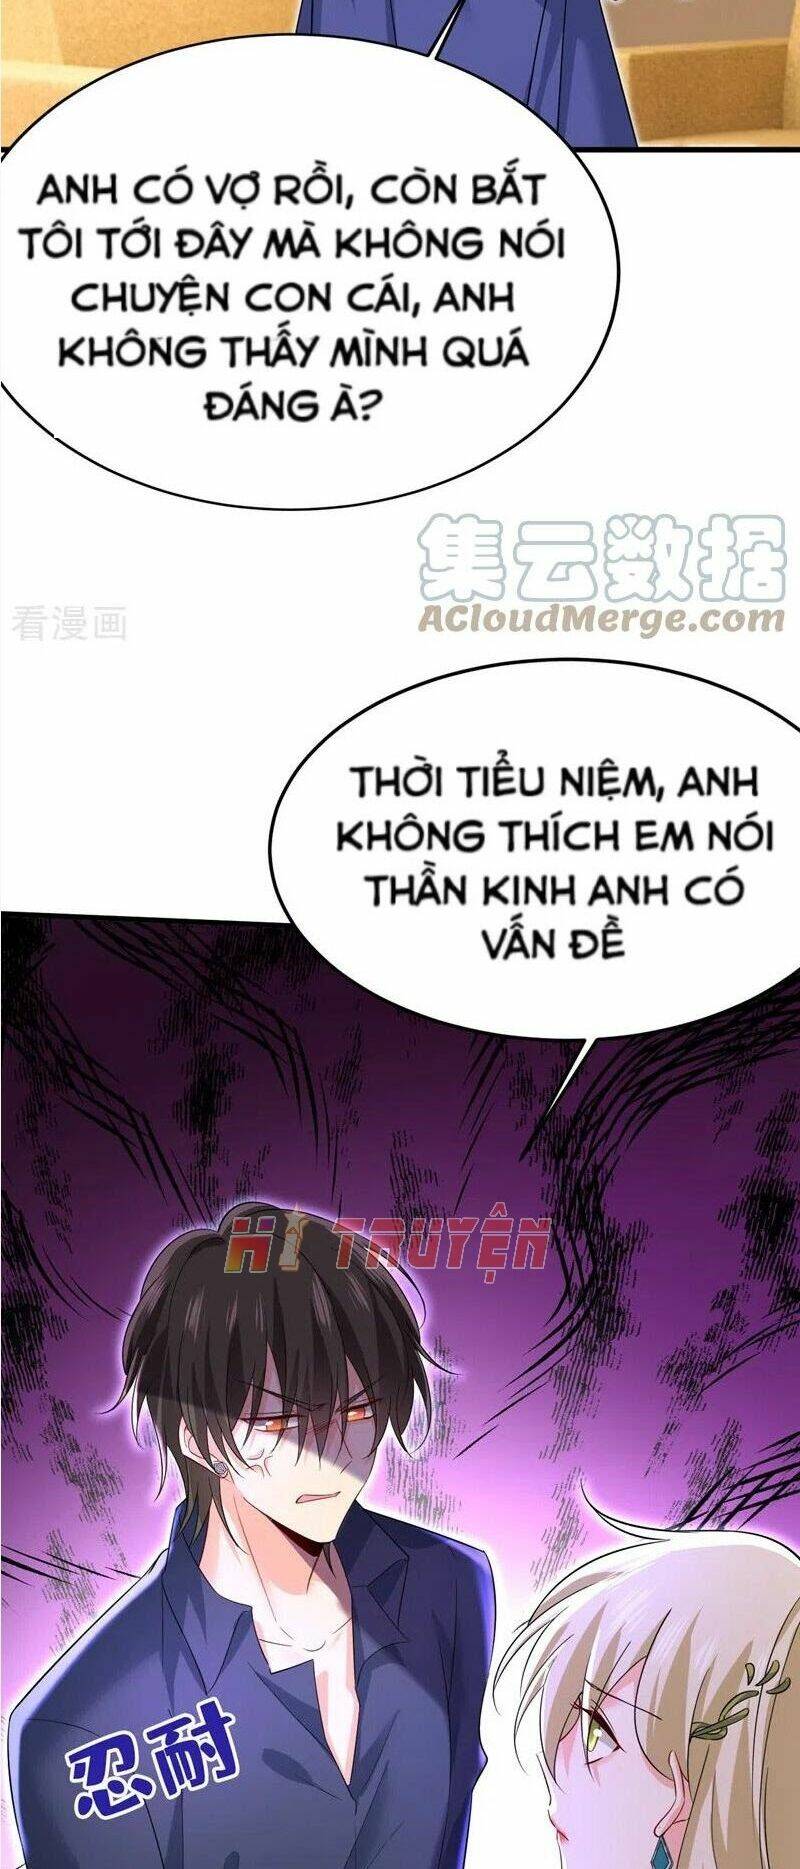 ANH CÓ VỢ RỒI, CÒN BẮT
TÔI TỚI ĐÂY MÀ KHÔNG NÓI
CHUYỆN CON CÁI, ANH
KHÔNG THẤY MÌNH QUÁ
ĐÁNG À?
集云数据
ACloudMerge.com
看漫画
THỜI TIỂU NIỆM, ANH
KHÔNG THÍCH EM NÓI
THẦN KINH ANH CÓ
VẤN ĐỀ
HI TRUYỆN
忍耐